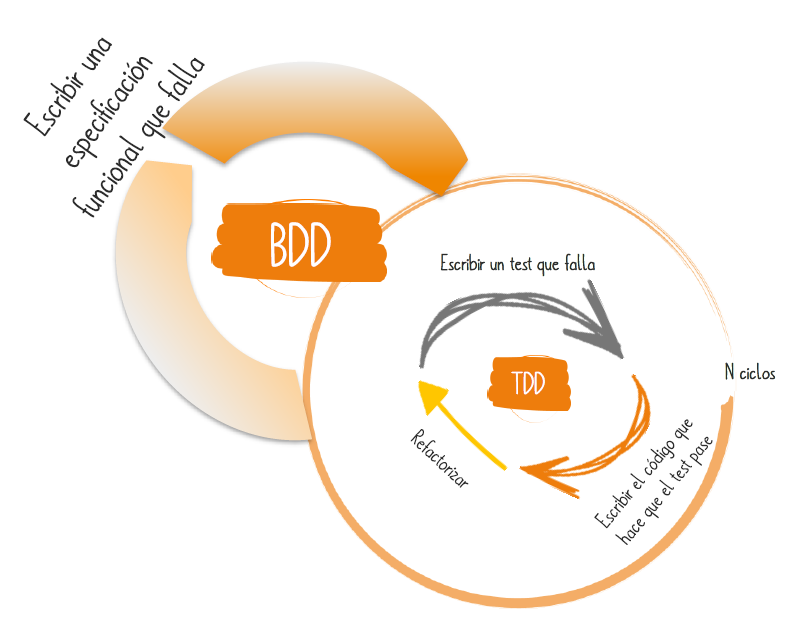 Escribir una
especificación
funcional que falla
BDD
Escribir un test que falla
N ciclos
TDD
Refactorizar
Escribir el código que
hace que el test pase